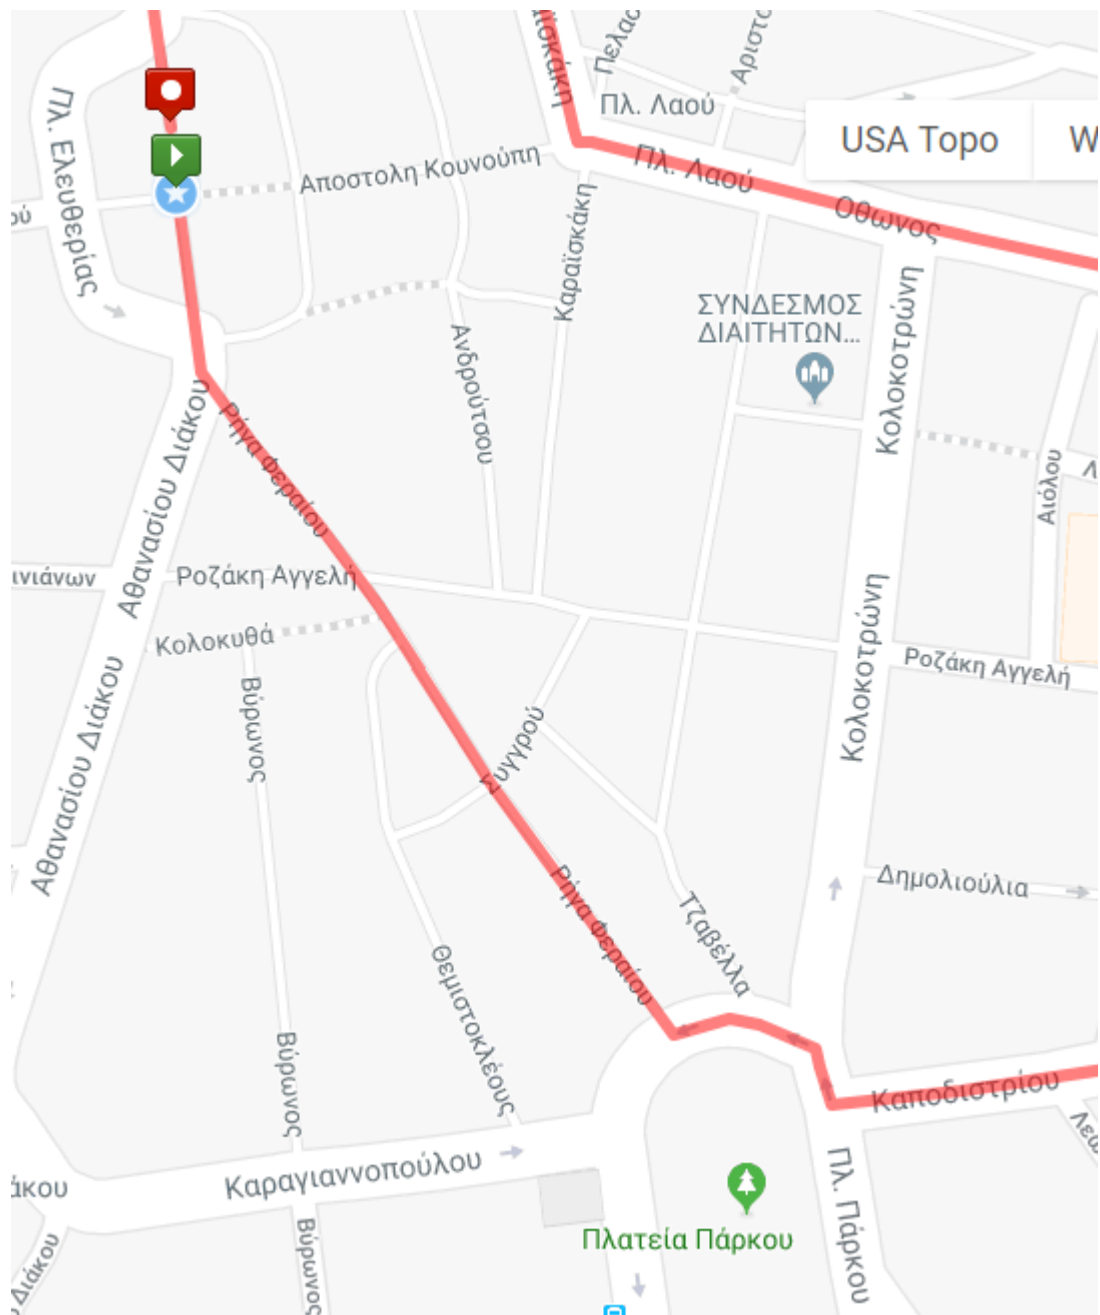 Πλ. Λαού
USA Topo
W
Αποστολη Κουνούπη
Πλ. Λαού
Οθωνος
Πλ. Ελευθερίας
Καραϊσκάκη
ΣΥΝΔΕΣΜΟΣ
ΔΙΑΙΤΗΤΩΝ...
Ανδρούτσου
Κολοκοτρώνη
Αθανασίου Διάκου
Ρήγα Φεραίου
Αιόλου
Ροζάκη Αγγελή
Κολοκυθά
Κολοκοτρώνη
Ροζάκη Αγγελή
Βύρωνος
Αθανασίου Διάκου
Δημολιούλια
Ρήγα Φεραίου
Τζαβέλλα
Θεμιστοκλέους
Βύρωνος
Καποδιστρίου
Καραγιαννοπούλου
Πλ. Πάρκου
Πλατεία Πάρκου
Βύρωνος
Διάκου